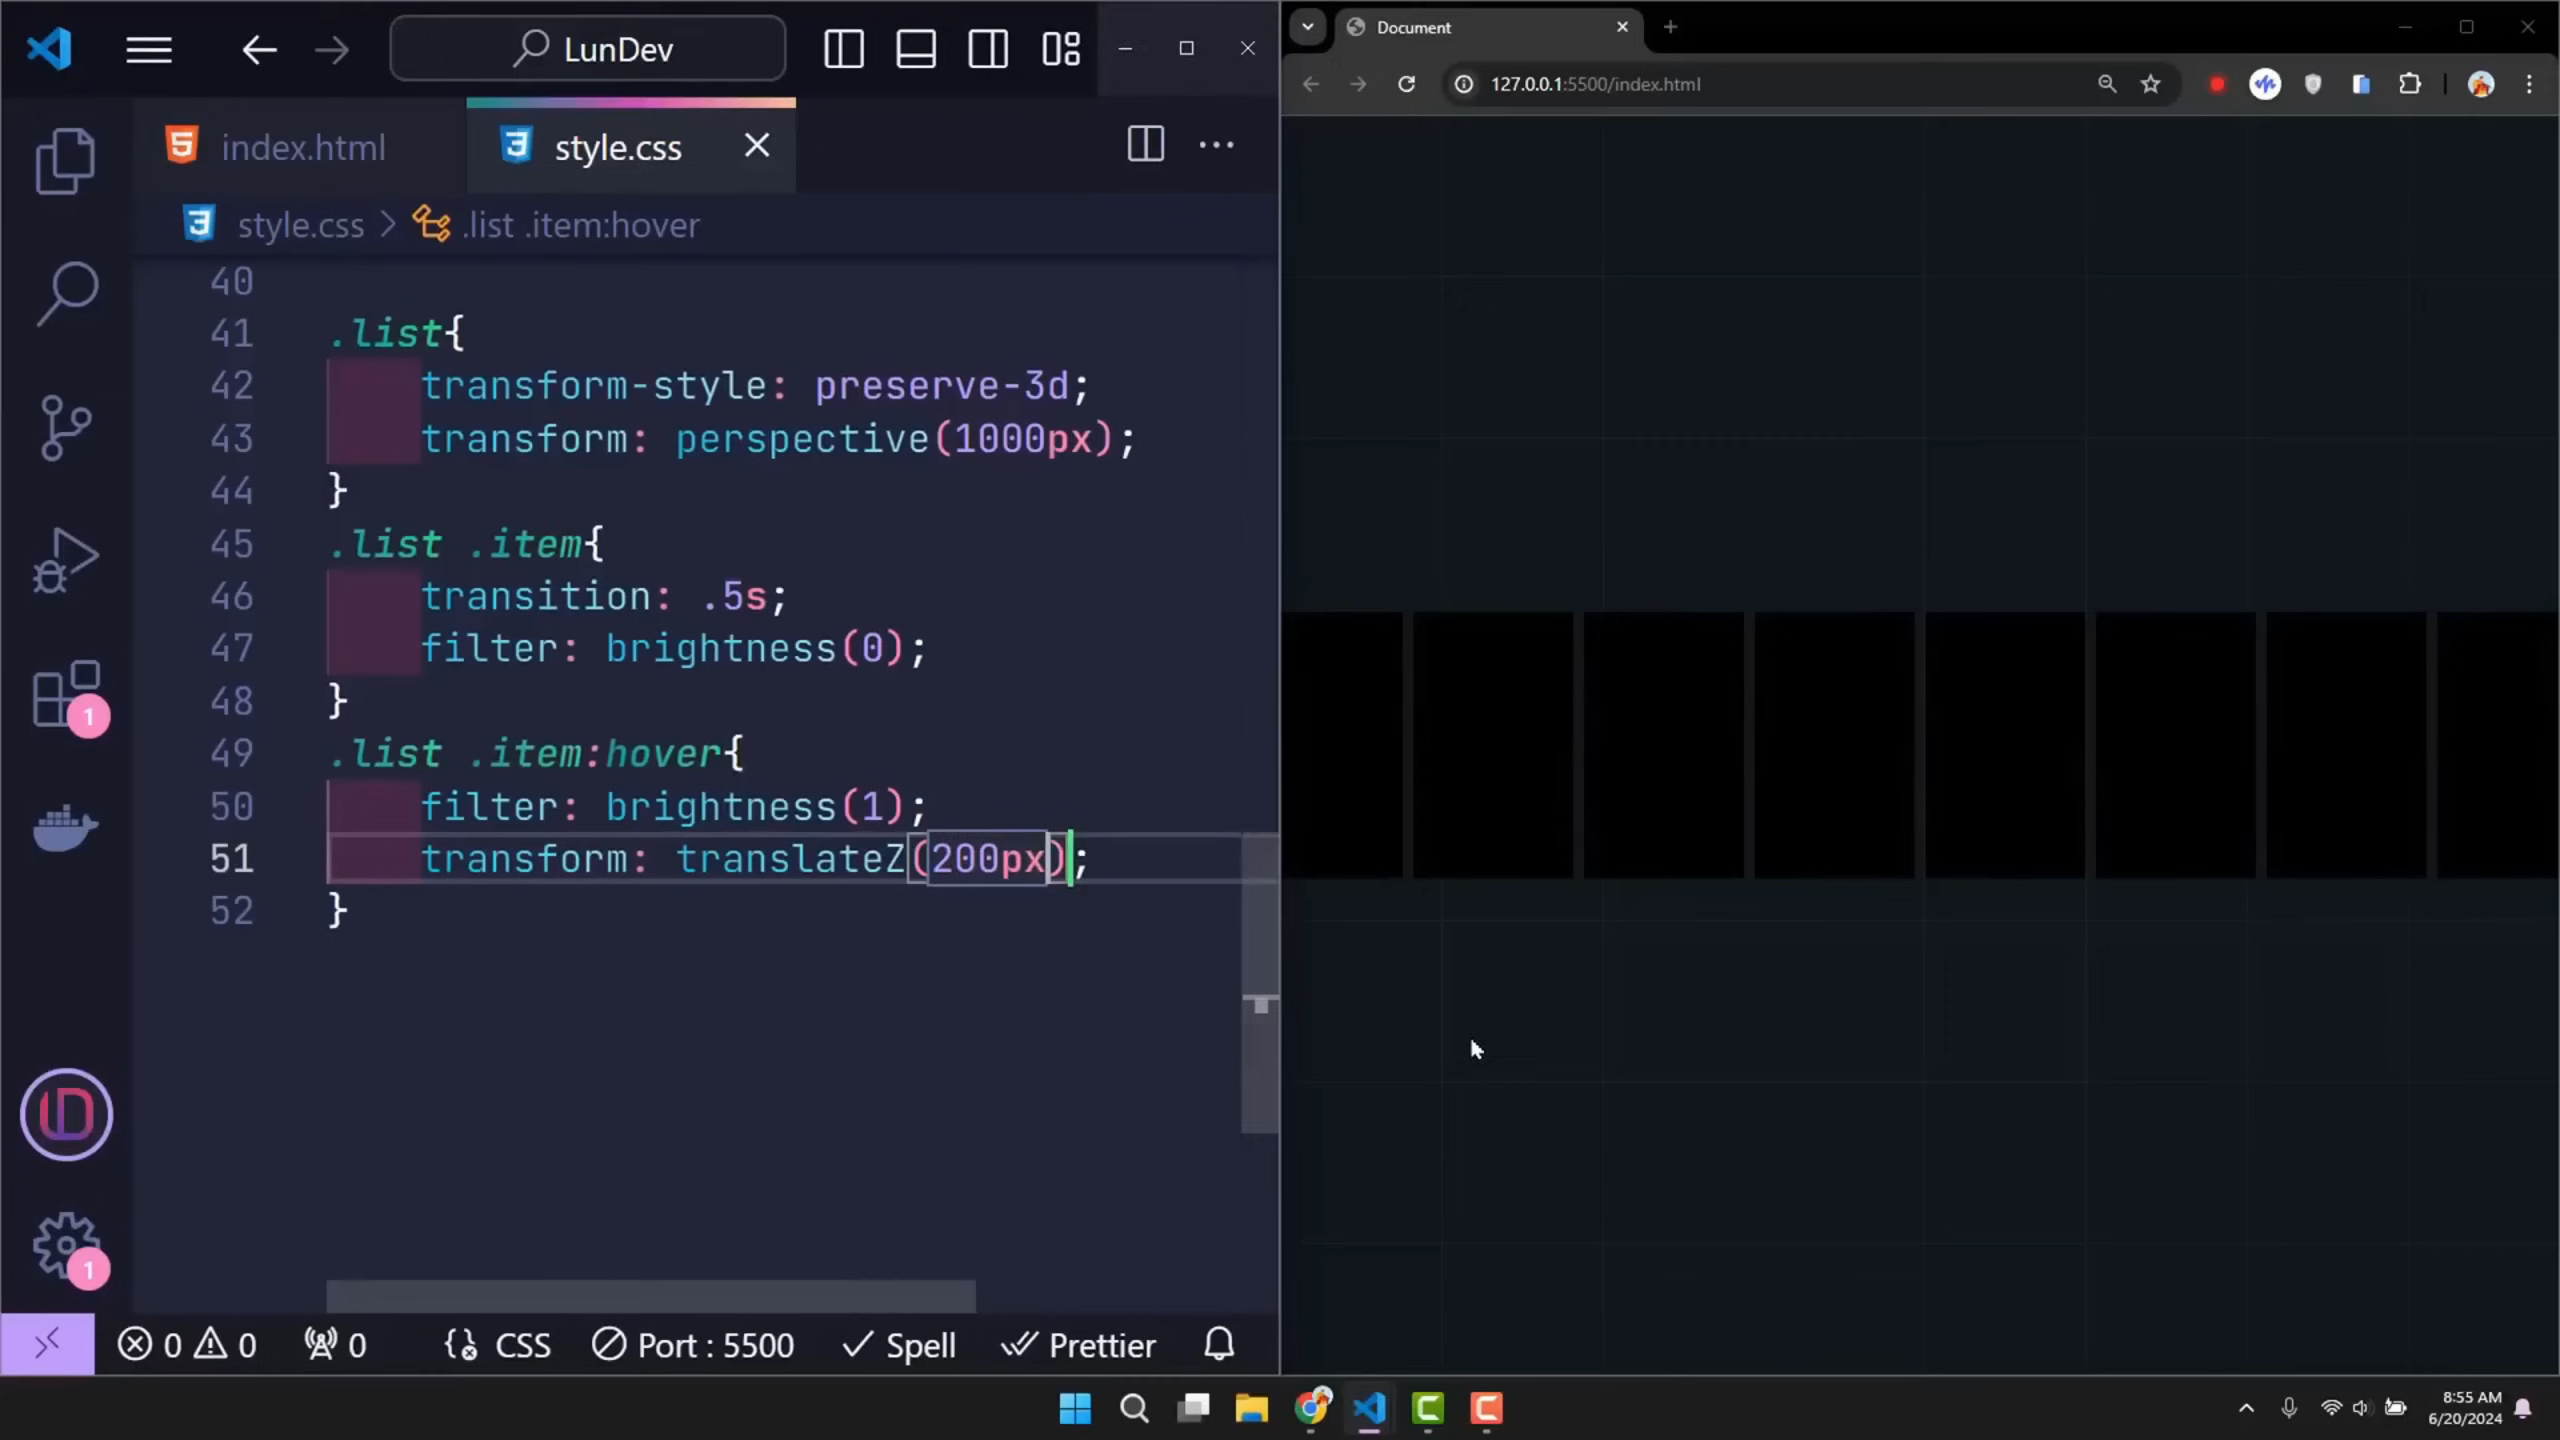 LunDev
index.html
style.css
style.css > .list .item:hover
40
41 .list{
42 transform-style: preserve-3d;
43 transform: perspective(1000px);
44 }
45 .list .item{
46 transition: .5s;
47 filter: brightness(0);
48 }
49 .list .item:hover{
50 filter: brightness(1);
51 transform: translateZ(200px);
52 }
1
1
0 0 0 CSS Port : 5500 Spell Prettier
Document
127.0.0.1:5500/index.html
8:55 AM
6/20/2024